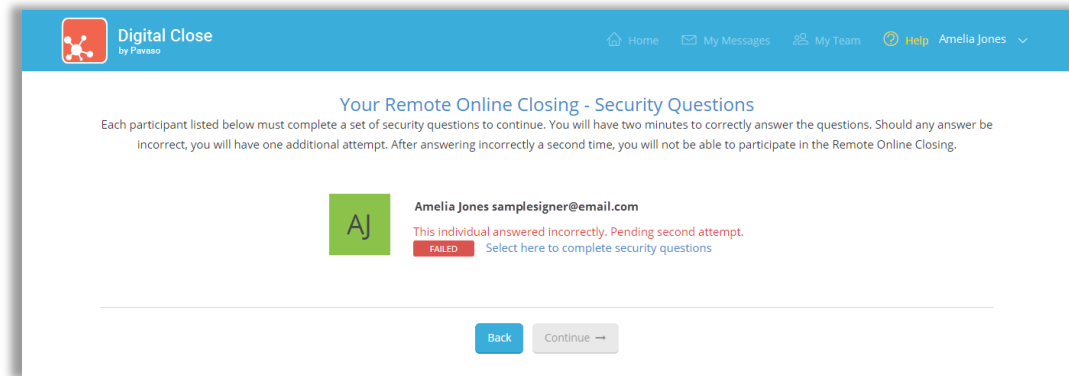 Digital Close
by Pavaso
Home My Messages My Team ? Help Amelia Jones
Your Remote Online Closing - Security Questions
Each participant listed below must complete a set of security questions to continue. You will have two minutes to correctly answer the questions. Should any answer be
incorrect, you will have one additional attempt. After answering incorrectly a second time, you will not be able to participate in the Remote Online Closing.
AJ
Amelia Jones samplesigner@email.com
This individual answered incorrectly. Pending second attempt.
FAILED Select here to complete security questions
Back Continue →